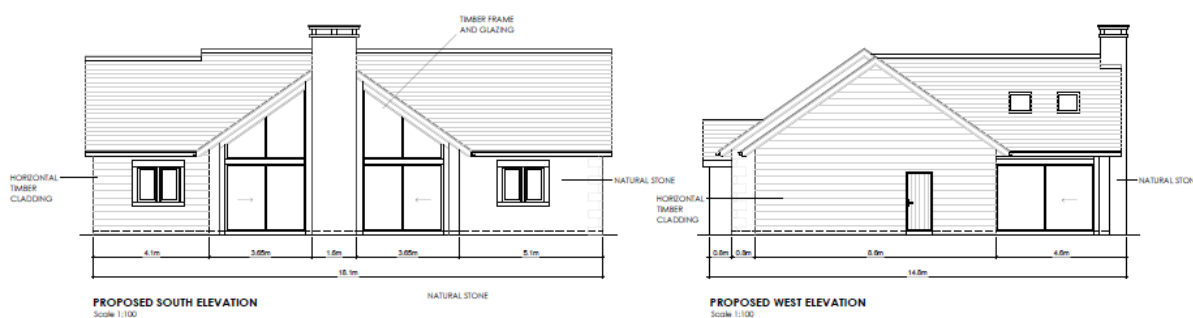 TIMBER FRAME
AND GLAZING
HORIZONTAL
TIMBER
CLADDING
NATURAL STONE
4.1m 3.65m 1.6m 3.65m 5.1m
18.1m
PROPOSED SOUTH ELEVATION
Scale 1:100
NATURAL STONE
HORIZONTAL
TIMBER
CLADDING
NATURAL STON
0.8m 0.8m 8.6m 4.6m
14.8m
PROPOSED WEST ELEVATION
Scale 1:100